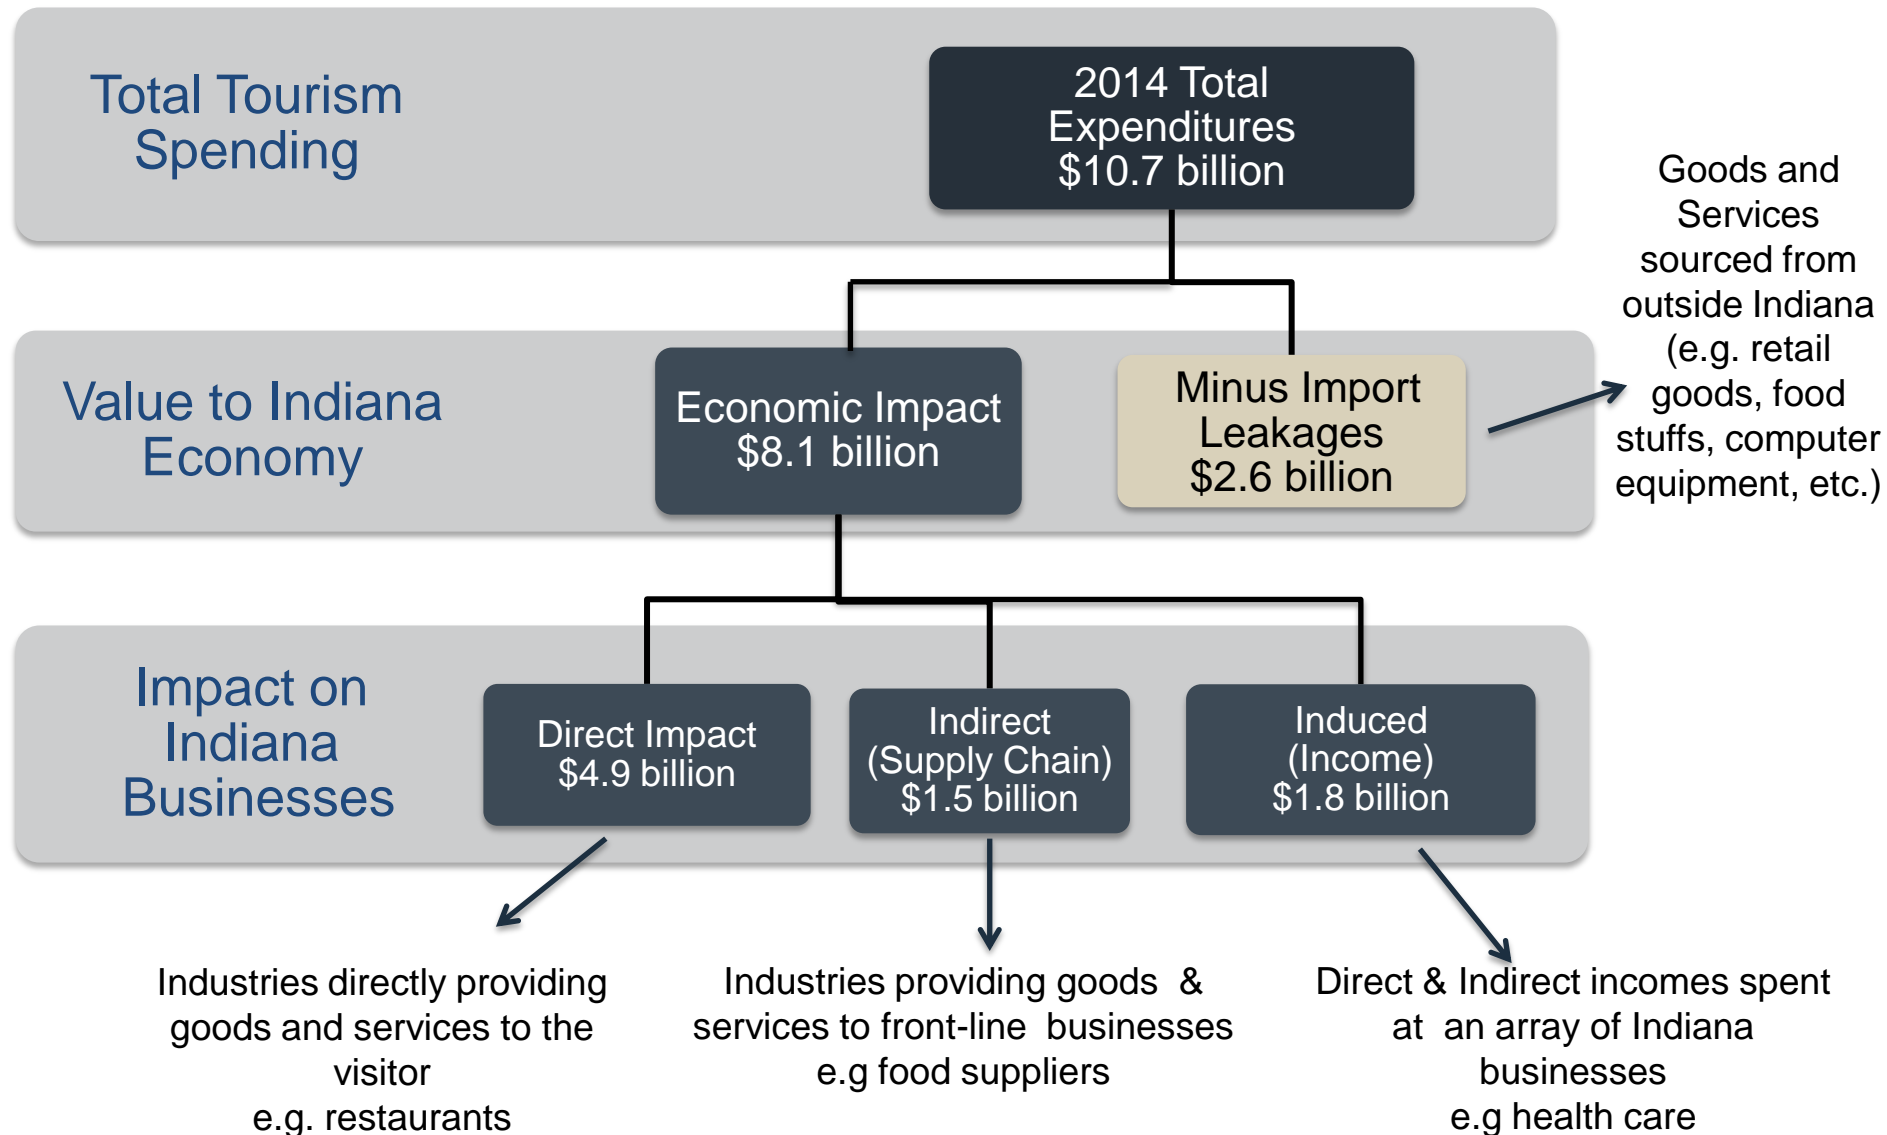 Total Tourism
Spending
2014 Total
Expenditures
$10.7 billion
Goods and
Services
sourced from
outside Indiana
(e.g. retail
goods, food
stuffs, computer
equipment, etc.)
Value to Indiana
Economy
Economic Impact
$8.1 billion
Minus Import
Leakages
$2.6 billion
Impact on
Indiana
Businesses
Direct Impact
$4.9 billion
Indirect
(Supply Chain)
$1.5 billion
Induced
(Income)
$1.8 billion
Industries directly providing
goods and services to the
visitor
e.g. restaurants
Industries providing goods & 
services to front-line businesses
e.g food suppliers
Direct & Indirect incomes spent
at an array of Indiana
businesses
e.g health care